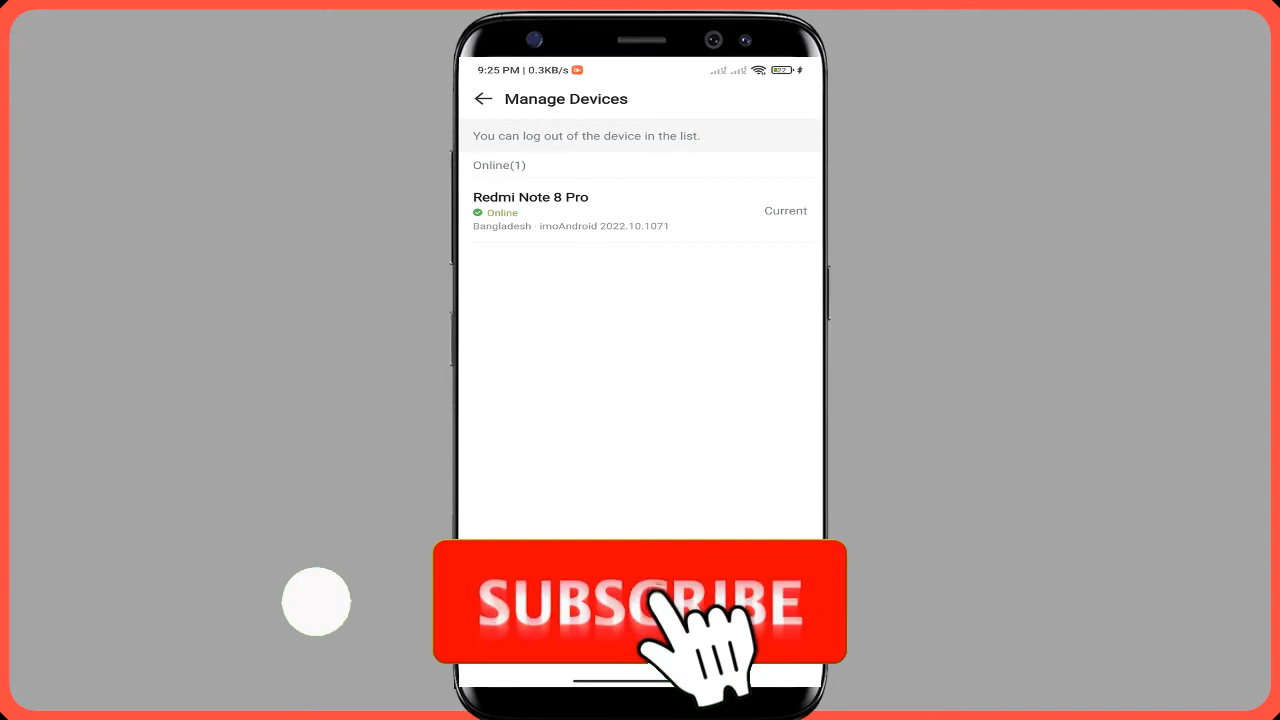 9:25 PM | 0.3KB/s 22
Manage Devices
You can log out of the device in the list.
Online(1)
Redmi Note 8 Pro
Online
Current
Bangladesh · imoAndroid 2022.10.1071
SUBSCRIBE